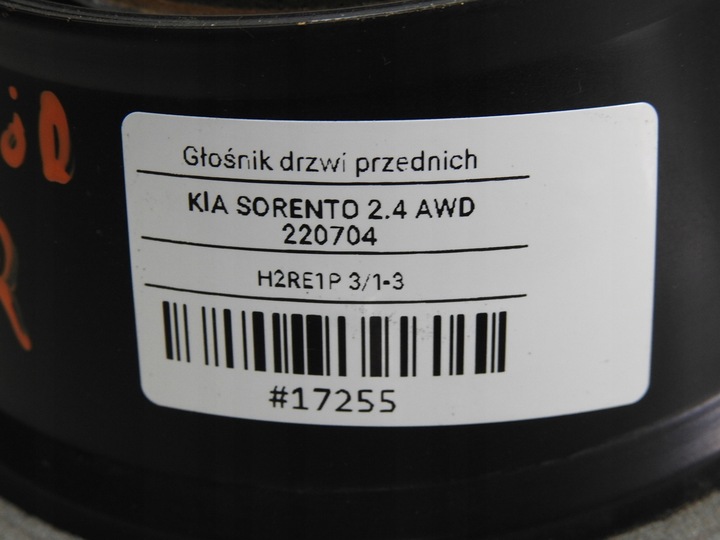 Głośnik drzwi przednich
KIA SORENTO 2.4 AWD
220704
H2RE1P 3/1-3
#17255